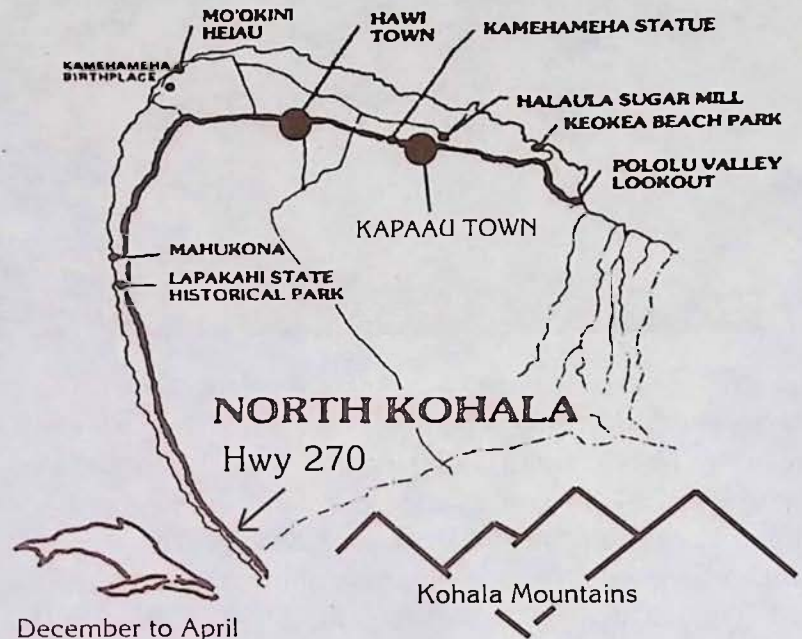 MO'OKINI
HEIAU
HAWI
TOWN
KAMEHAMEHA STATUE
KAMEHAMEHA
BIRTHPLACE
HALAULA SUGAR MILL
KEOKEA BEACH PARK
POLOLU VALLEY
LOOKOUT
KAPAAU TOWN
MAHUKONA
LAPAKAHI STATE
HISTORICAL PARK
NORTH KOHALA
Hwy 270
Kohala Mountains
December to April